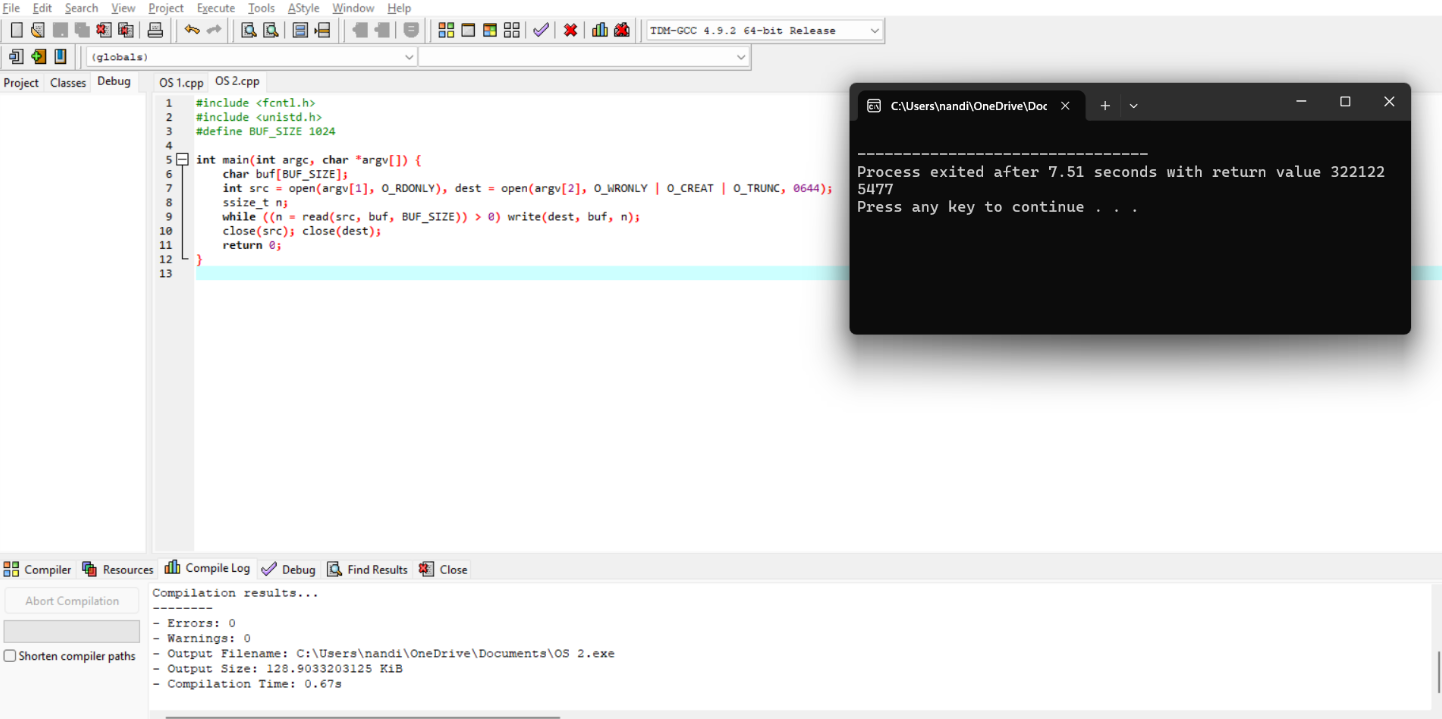 File Edit Search View Project Execute Tools AStyle Window Help
TDM-GCC 4.9.2 64-bit Release
(globals)
Project Classes Debug
OS 1.cpp OS 2.cpp
1 #include <fcntl.h>
2 #include <unistd.h>
3 #define BUF_SIZE 1024
4
5 int main(int argc, char *argv[]) {
6 char buf[BUF_SIZE];
7 int src = open(argv[1], O_RDONLY), dest = open(argv[2], O_WRONLY | O_CREAT | O_TRUNC, 0644);
8 ssize_t n;
9 while ((n = read(src, buf, BUF_SIZE)) > 0) write(dest, buf, n);
10 close(src); close(dest);
11 return 0;
12 }
13
C:\Users\nandi\OneDrive\Doc
--------------------------------
Process exited after 7.51 seconds with return value 322122
5477
Press any key to continue . . .
Compiler Resources Compile Log Debug Find Results Close
Abort Compilation
Shorten compiler paths
Compilation results...
--------
- Errors: 0
- Warnings: 0
- Output Filename: C:\Users\nandi\OneDrive\Documents\OS 2.exe
- Output Size: 128.9033203125 KiB
- Compilation Time: 0.67s